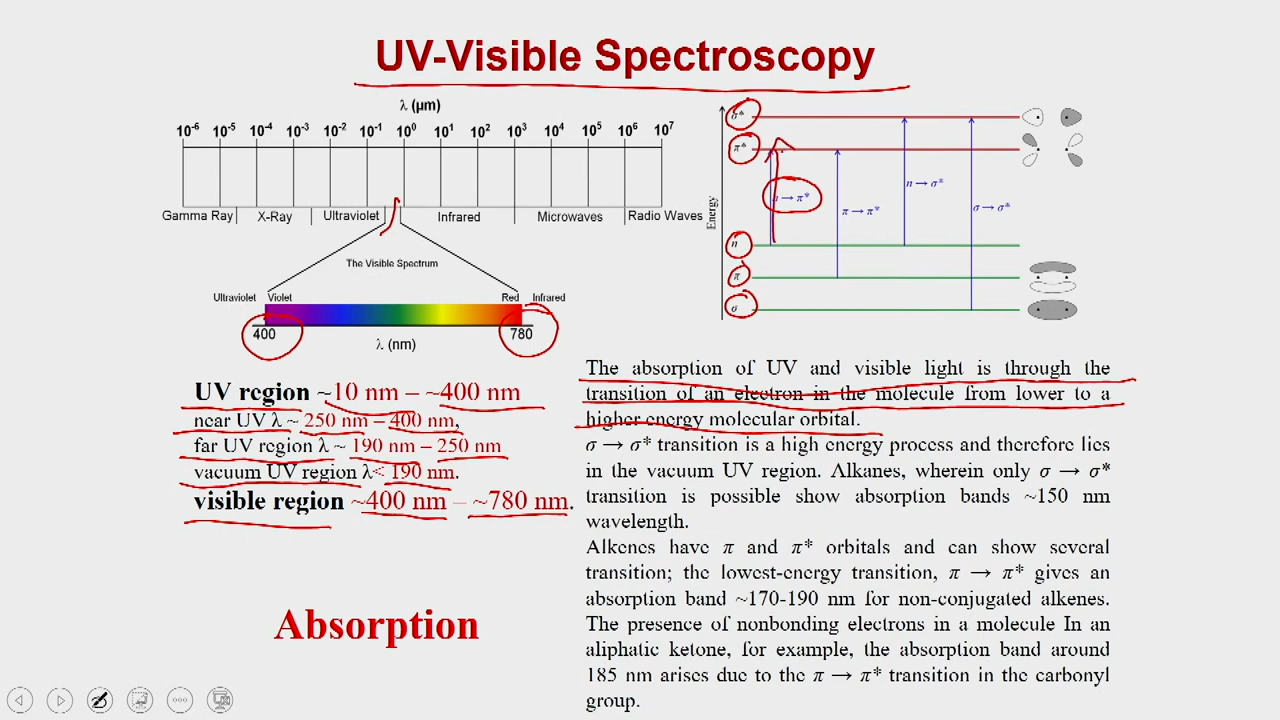 UV-Visible Spectroscopy
λ (µm)
10-6 10-5 10-4 10-3 10-2 10-1 100 101 102 103 104 105 106 107
Gamma Ray X-Ray Ultraviolet Infrared Microwaves Radio Waves
The Visible Spectrum
Ultraviolet Violet Red Infrared
400 780
λ (nm)
UV region ~10 nm – ~400 nm
near UV λ ~ 250 nm – 400 nm,
far UV region λ ~ 190 nm – 250 nm
vacuum UV region λ< 190 nm.
visible region ~400 nm – ~780 nm.
Absorption
Energy
σ*
π*
n → π*
π → π*
n → σ*
σ → σ*
n
π
σ
The absorption of UV and visible light is through the
transition of an electron in the molecule from lower to a
higher energy molecular orbital.
σ → σ* transition is a high energy process and therefore lies
in the vacuum UV region. Alkanes, wherein only σ → σ*
transition is possible show absorption bands ~150 nm
wavelength.
Alkenes have π and π* orbitals and can show several
transition; the lowest-energy transition, π → π* gives an
absorption band ~170-190 nm for non-conjugated alkenes.
The presence of nonbonding electrons in a molecule In an
aliphatic ketone, for example, the absorption band around
185 nm arises due to the π → π* transition in the carbonyl
group.